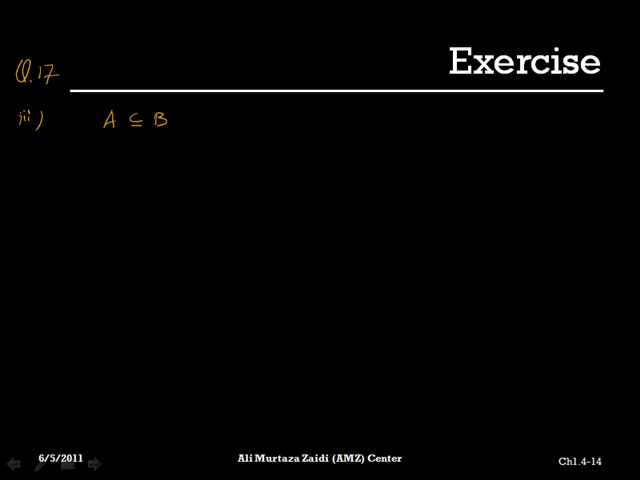 Exercise
Q.17
iii) A ⊆ B
6/5/2011
Ali Murtaza Zaidi (AMZ) Center
Ch1.4-14